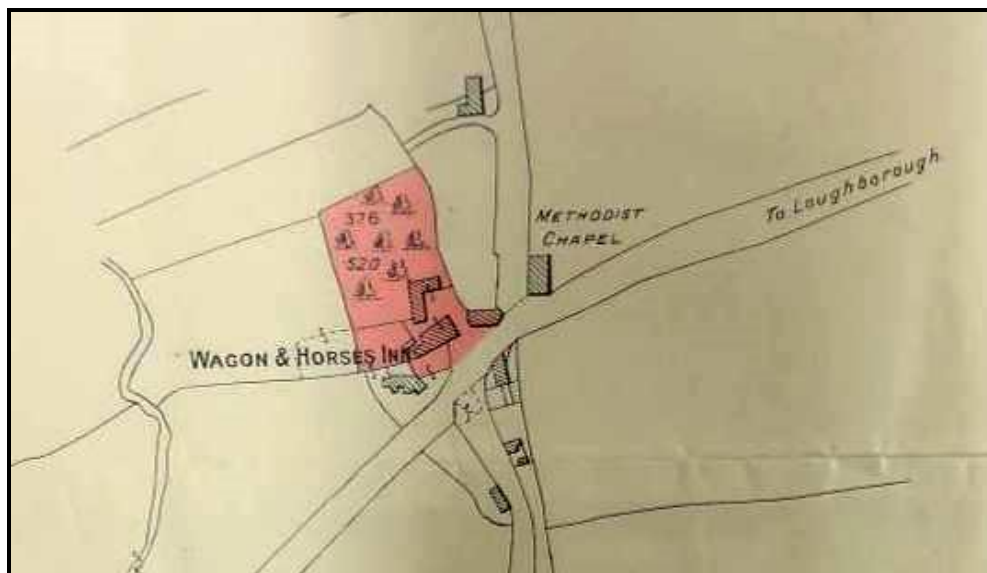 376
520
METHODIST
CHAPEL
To Loughborough
WAGON & HORSES INN